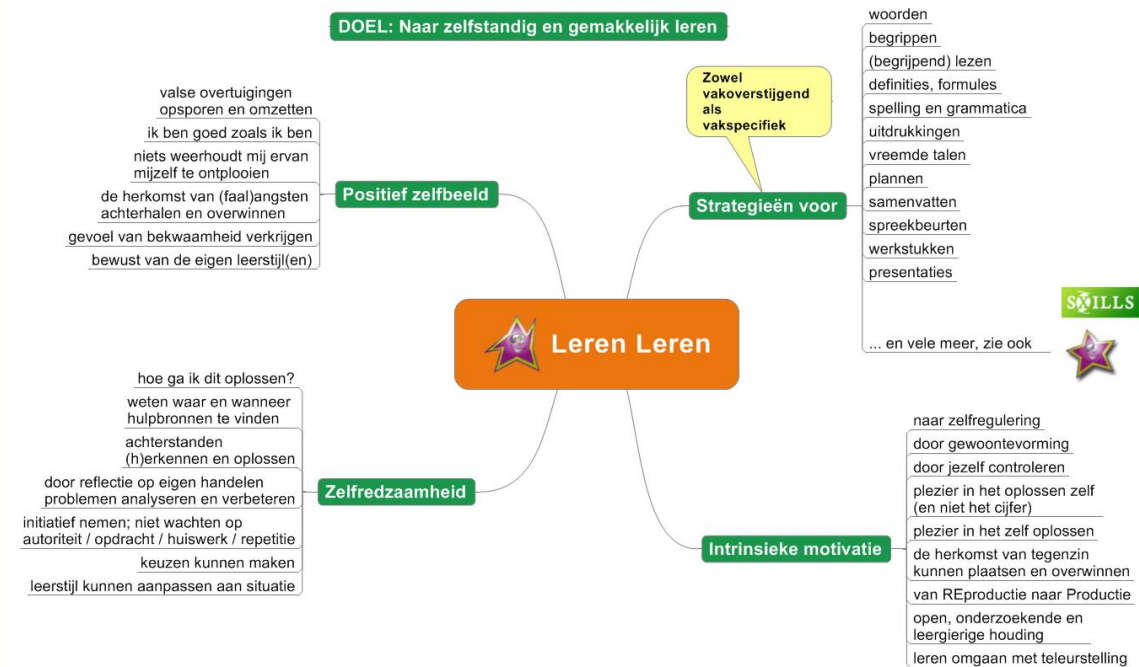 DOEL: Naar zelfstandig en gemakkelijk leren
Leren Leren
Positief zelfbeeld
valse overtuigingen
opsporen en omzetten
ik ben goed zoals ik ben
niets weerhoudt mij ervan
mijzelf te ontplooien
de herkomst van (faal)angsten
achterhalen en overwinnen
gevoel van bekwaamheid verkrijgen
bewust van de eigen leerstijl(en)
Zowel
vakoverstijgend
als
vakspecifiek
Strategieën voor
woorden
begrippen
(begrijpend) lezen
definities, formules
spelling en grammatica
uitdrukkingen
vreemde talen
plannen
samenvatten
spreekbeurten
werkstukken
presentaties
... en vele meer, zie ook
Zelfredzaamheid
hoe ga ik dit oplossen?
weten waar en wanneer
hulpbronnen te vinden
achterstanden
(h)erkennen en oplossen
door reflectie op eigen handelen
problemen analyseren en verbeteren
initiatief nemen; niet wachten op
autoriteit / opdracht / huiswerk / repetitie
keuzen kunnen maken
leerstijl kunnen aanpassen aan situatie
Intrinsieke motivatie
naar zelfregulering
door gewoontevorming
door jezelf controleren
plezier in het oplossen zelf
(en niet het cijfer)
plezier in het zelf oplossen
de herkomst van tegenzin
kunnen plaatsen en overwinnen
van REproductie naar Productie
open, onderzoekende en
leergierige houding
leren omgaan met teleurstelling